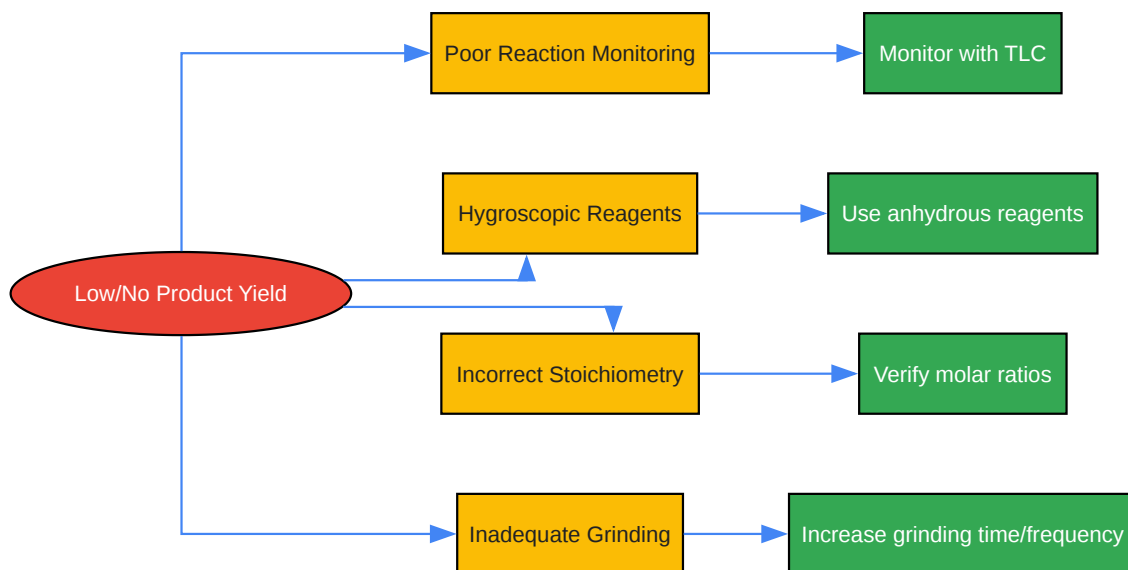 Poor Reaction Monitoring
Monitor with TLC
Hygroscopic Reagents
Use anhydrous reagents
Low/No Product Yield
Incorrect Stoichiometry
Verify molar ratios
Inadequate Grinding
Increase grinding time/frequency